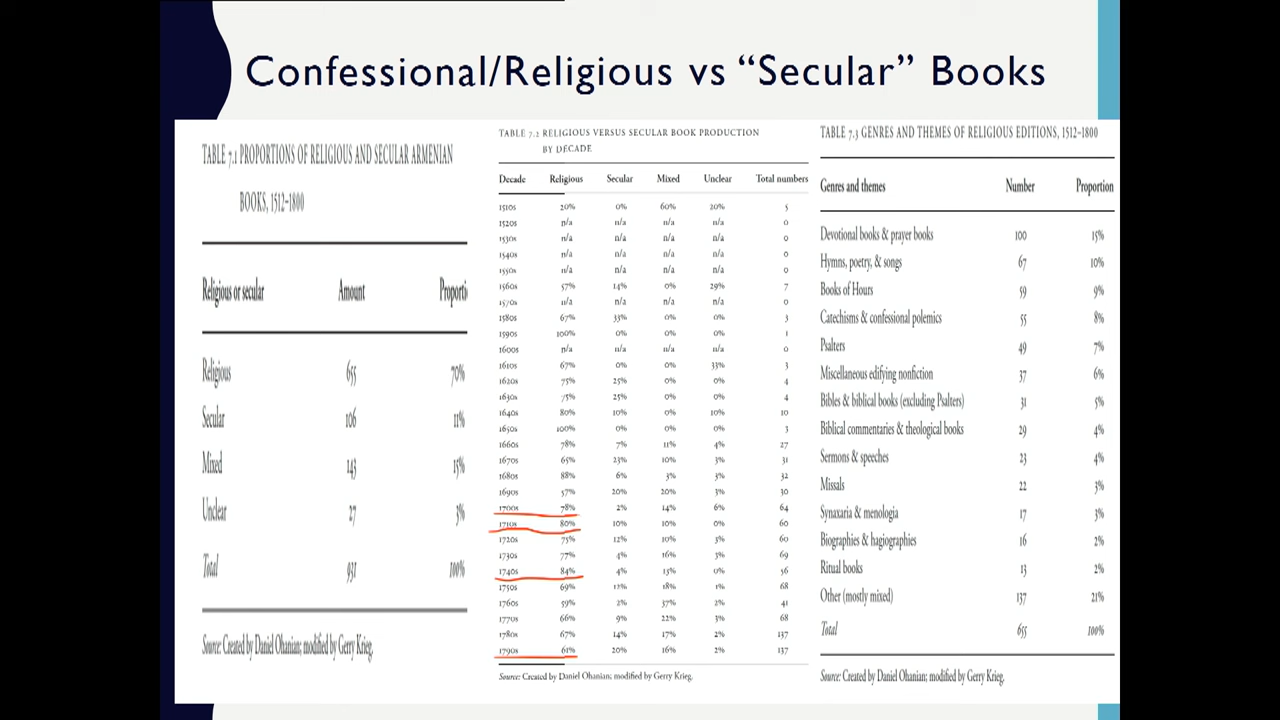 Confessional/Religious vs “Secular” Books
TABLE 7.1 PROPORTIONS OF RELIGIOUS AND SECULAR ARMENIAN
BOOKS, 1512–1800
Religious or secular Amount Proporti
Religious 655 70%
Secular 106 11%
Mixed 143 15%
Unclear 27 3%
Total 931 100%
Source: Created by Daniel Ohanian; modified by Gerry Krieg.
TABLE 7.2 RELIGIOUS VERSUS SECULAR BOOK PRODUCTION
BY DECADE
Decade Religious Secular Mixed Unclear Total numbers
1510s 20% 0% 60% 20% 5
1520s n/a n/a n/a n/a 0
1530s n/a n/a n/a n/a 0
1540s n/a n/a n/a n/a 0
1550s n/a n/a n/a n/a 0
1560s 57% 14% 0% 29% 7
1570s n/a n/a n/a n/a 0
1580s 67% 33% 0% 0% 3
1590s 100% 0% 0% 0% 1
1600s n/a n/a n/a n/a 0
1610s 67% 0% 0% 33% 3
1620s 75% 25% 0% 0% 4
1630s 75% 25% 0% 0% 4
1640s 80% 10% 0% 10% 10
1650s 100% 0% 0% 0% 3
1660s 78% 7% 11% 4% 27
1670s 65% 23% 10% 3% 31
1680s 88% 6% 3% 3% 32
1690s 57% 20% 20% 3% 30
1700s 78% 2% 14% 6% 64
1710s 80% 10% 10% 0% 60
1720s 75% 12% 10% 3% 60
1730s 77% 4% 16% 3% 69
1740s 84% 4% 13% 0% 56
1750s 69% 12% 18% 1% 68
1760s 59% 2% 37% 2% 41
1770s 66% 9% 22% 3% 68
1780s 67% 14% 17% 2% 137
1790s 61% 20% 16% 2% 137
Source: Created by Daniel Ohanian; modified by Gerry Krieg.
TABLE 7.3 GENRES AND THEMES OF RELIGIOUS EDITIONS, 1512–1800
Genres and themes Number Proportion
Devotional books & prayer books 100 15%
Hymns, poetry, & songs 67 10%
Books of Hours 59 9%
Catechisms & confessional polemics 55 8%
Psalters 49 7%
Miscellaneous edifying nonfiction 37 6%
Bibles & biblical books (excluding Psalters) 31 5%
Biblical commentaries & theological books 29 4%
Sermons & speeches 23 4%
Missals 22 3%
Synaxaria & menologia 17 3%
Biographies & hagiographies 16 2%
Ritual books 13 2%
Other (mostly mixed) 137 21%
Total 655 100%
Source: Created by Daniel Ohanian; modified by Gerry Krieg.